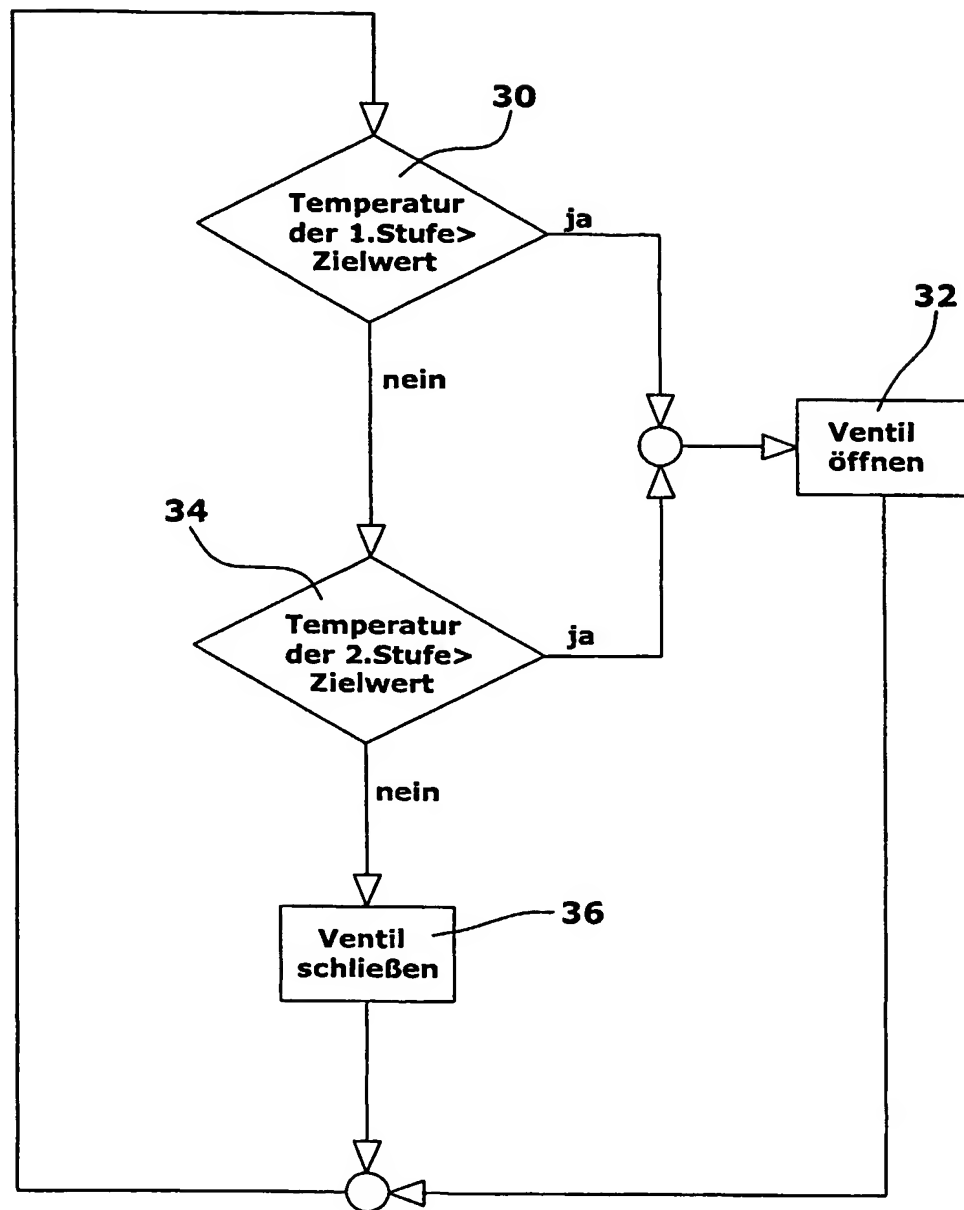 30
Temperatur
der 1.Stufe>
Zielwert
ja
32
Ventil
öffnen
nein
34
Temperatur
der 2.Stufe>
Zielwert
ja
nein
36
Ventil
schließen